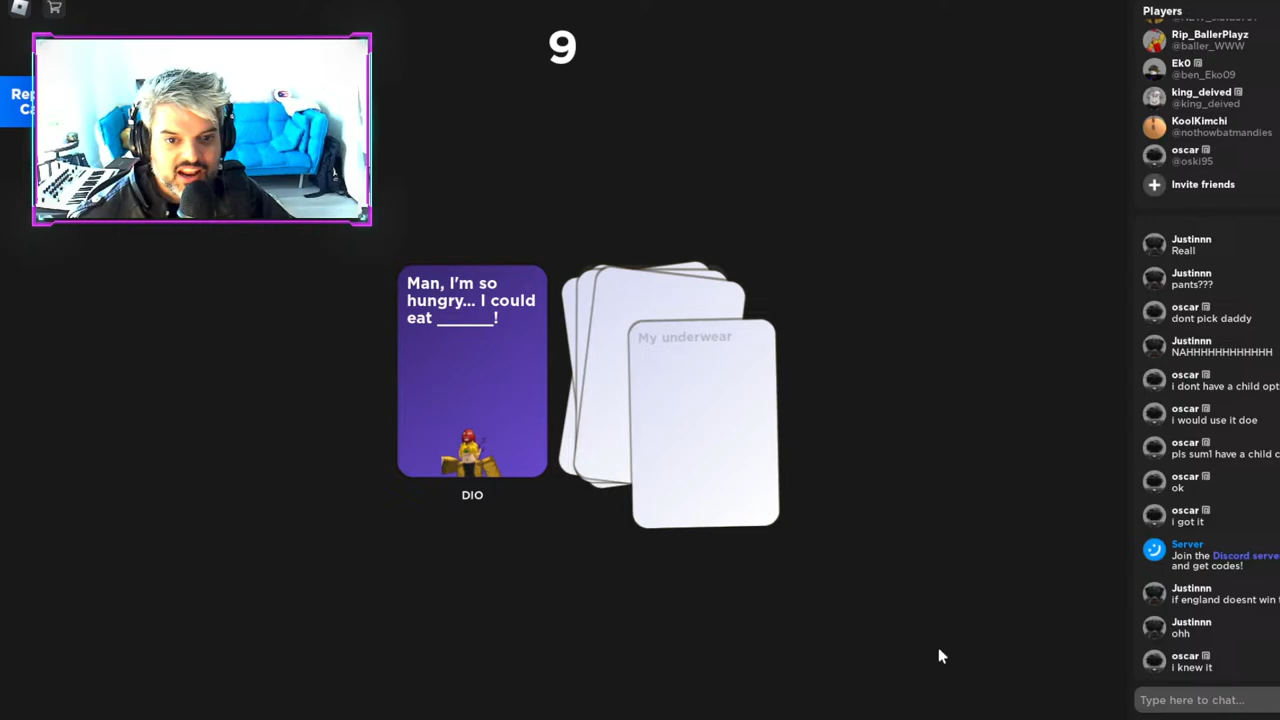 9
Man, I'm so
hungry... I could
eat ______!
DIO
My underwear
Players
Rip_BallerPlayz
@baller_WWW
Ek0
@ben_Eko09
king_deived
@king_deived
KoolKimchi
@nothowbatmandies
oscar
@oski95
Invite friends
Justinnn
Reall
Justinnn
pants???
oscar
dont pick daddy
Justinnn
NAHHHHHHHHHHHH
oscar
i dont have a child opt
oscar
i would use it doe
oscar
pls sum1 have a child c
oscar
ok
oscar
i got it
Server
Join the Discord serve
and get codes!
Justinnn
if england doesnt win
Justinnn
ohh
oscar
i knew it
Type here to chat...